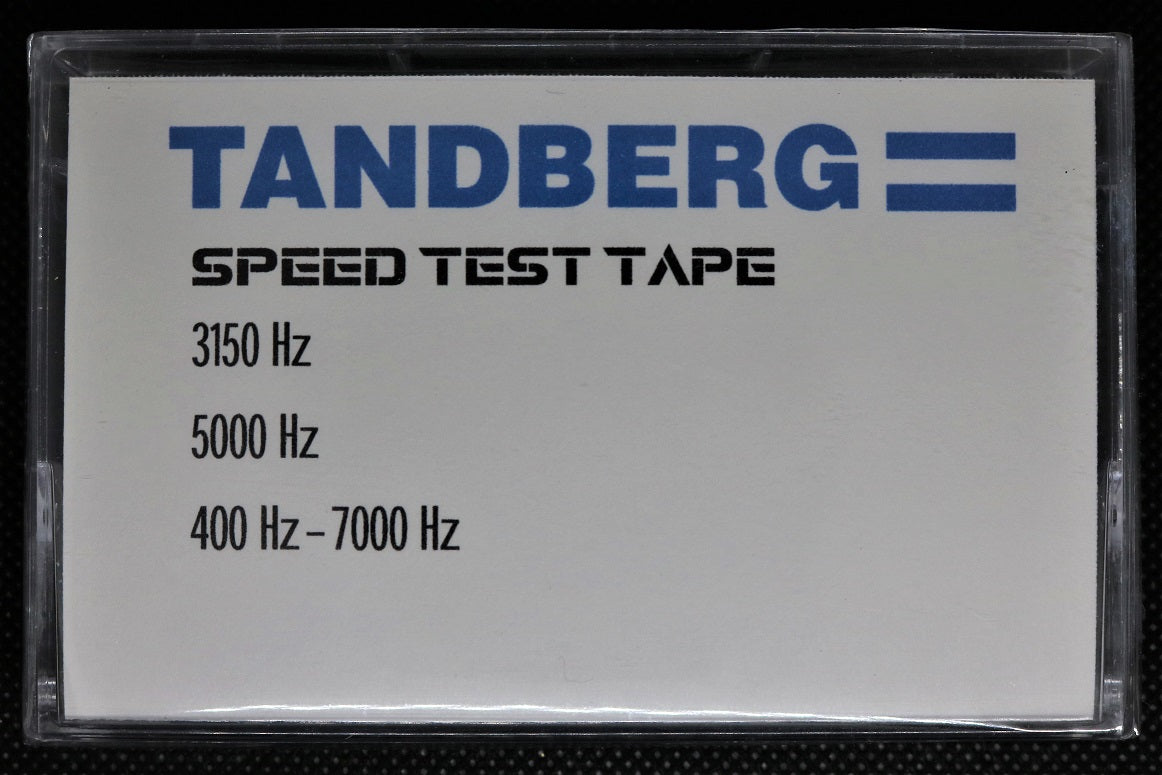 TANDBERG
SPEED TEST TAPE
3150 Hz
5000 Hz
400 Hz – 7000 Hz